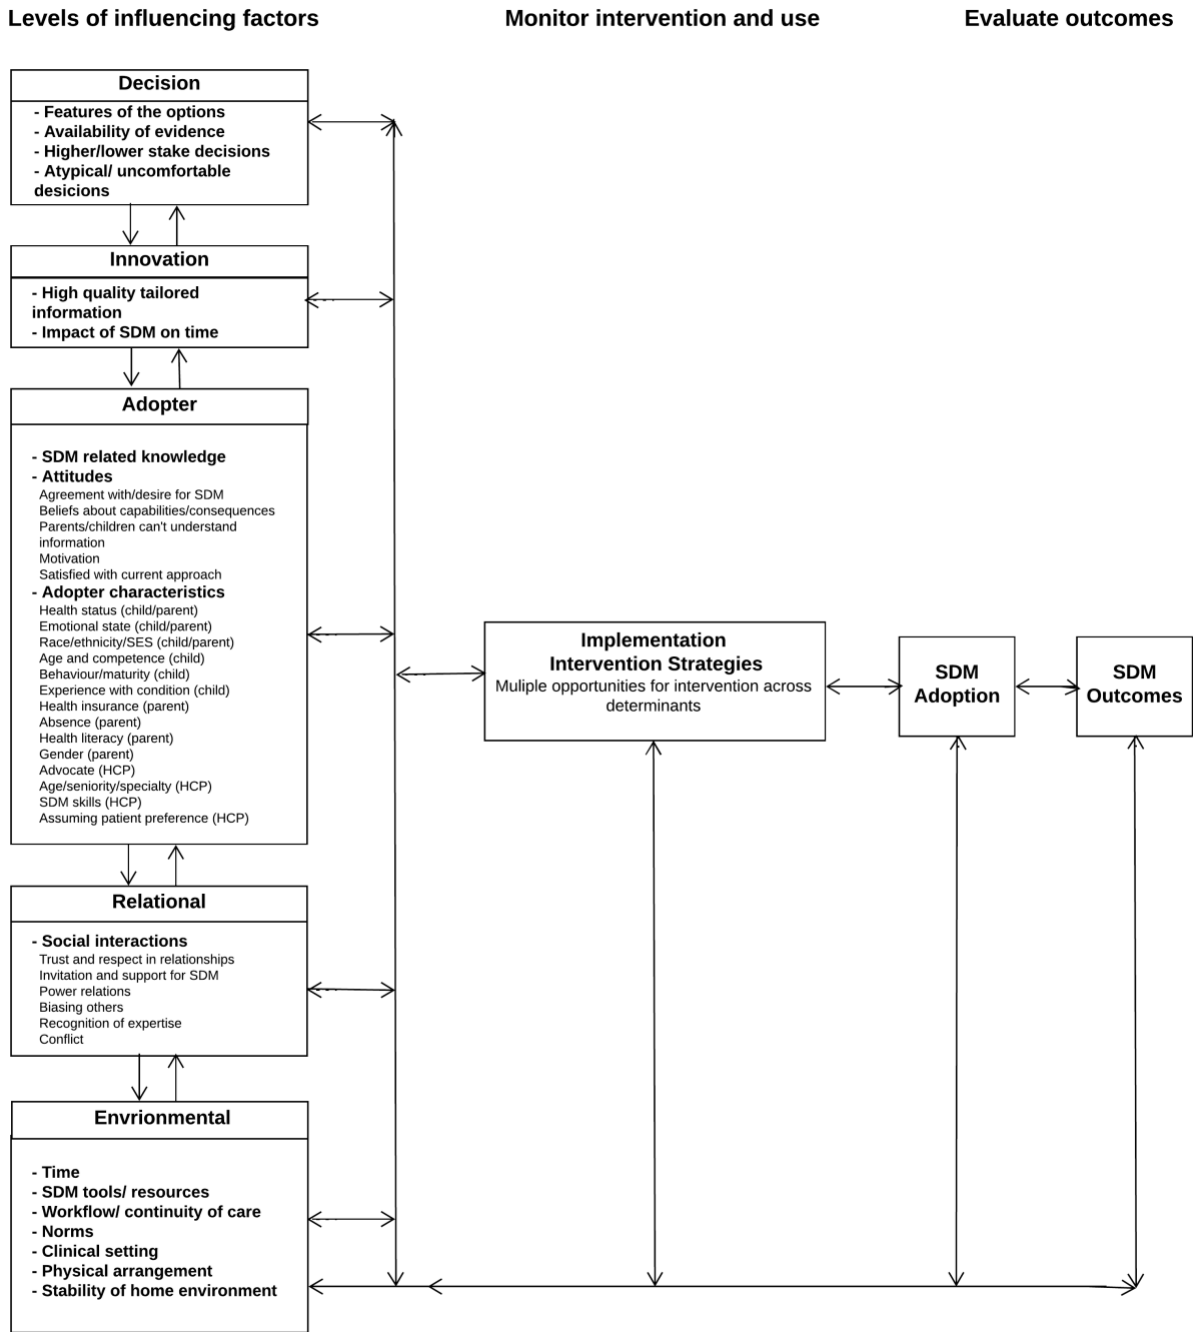 Levels of influencing factors
Monitor intervention and use
Evaluate outcomes
Decision
- Features of the options
- Availability of evidence
- Higher/lower stake decisions
- Atypical/ uncomfortable
desicions
Innovation
- High quality tailored
information
- Impact of SDM on time
Adopter
- SDM related knowledge
- Attitudes
Agreement with/desire for SDM
Beliefs about capabilities/consequences
Parents/children can't understand
information
Motivation
Satisfied with current approach
- Adopter characteristics
Health status (child/parent)
Emotional state (child/parent)
Race/ethnicity/SES (child/parent)
Age and competence (child)
Behaviour/maturity (child)
Experience with condition (child)
Health insurance (parent)
Absence (parent)
Health literacy (parent)
Gender (parent)
Advocate (HCP)
Age/seniority/specialty (HCP)
SDM skills (HCP)
Assuming patient preference (HCP)
Relational
- Social interactions
Trust and respect in relationships
Invitation and support for SDM
Power relations
Biasing others
Recognition of expertise
Conflict
Envrionmental
- Time
- SDM tools/ resources
- Workflow/ continuity of care
- Norms
- Clinical setting
- Physical arrangement
- Stability of home environment
Implementation
Intervention Strategies
Muliple opportunities for intervention across
determinants
SDM
Adoption
SDM
Outcomes